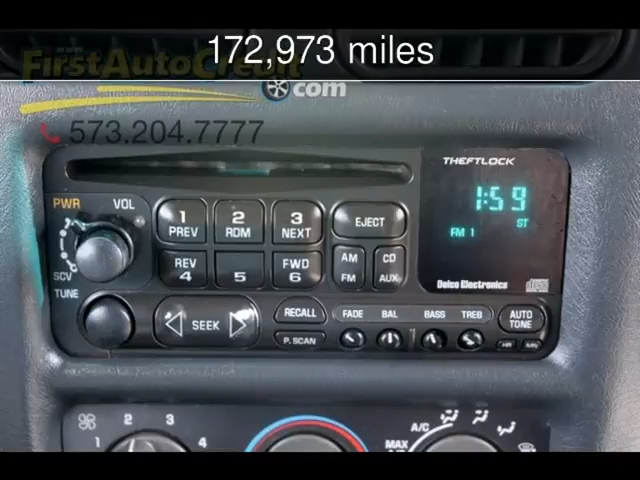 172,973 miles
www
FirstAutoCredit
.com
573.204.7777
THEFTLOCK
PWR VOL
1 PREV
2 RDM
3 NEXT
EJECT
1:59
ST
FM 1
SCV
REV 4
5
FWD 6
AM FM
CD AUX
Delco Electronics
TUNE
SEEK
RECALL
P.SCAN
FADE BAL BASS TREB
AUTO TONE
1 2 3 4
A/C
MAX